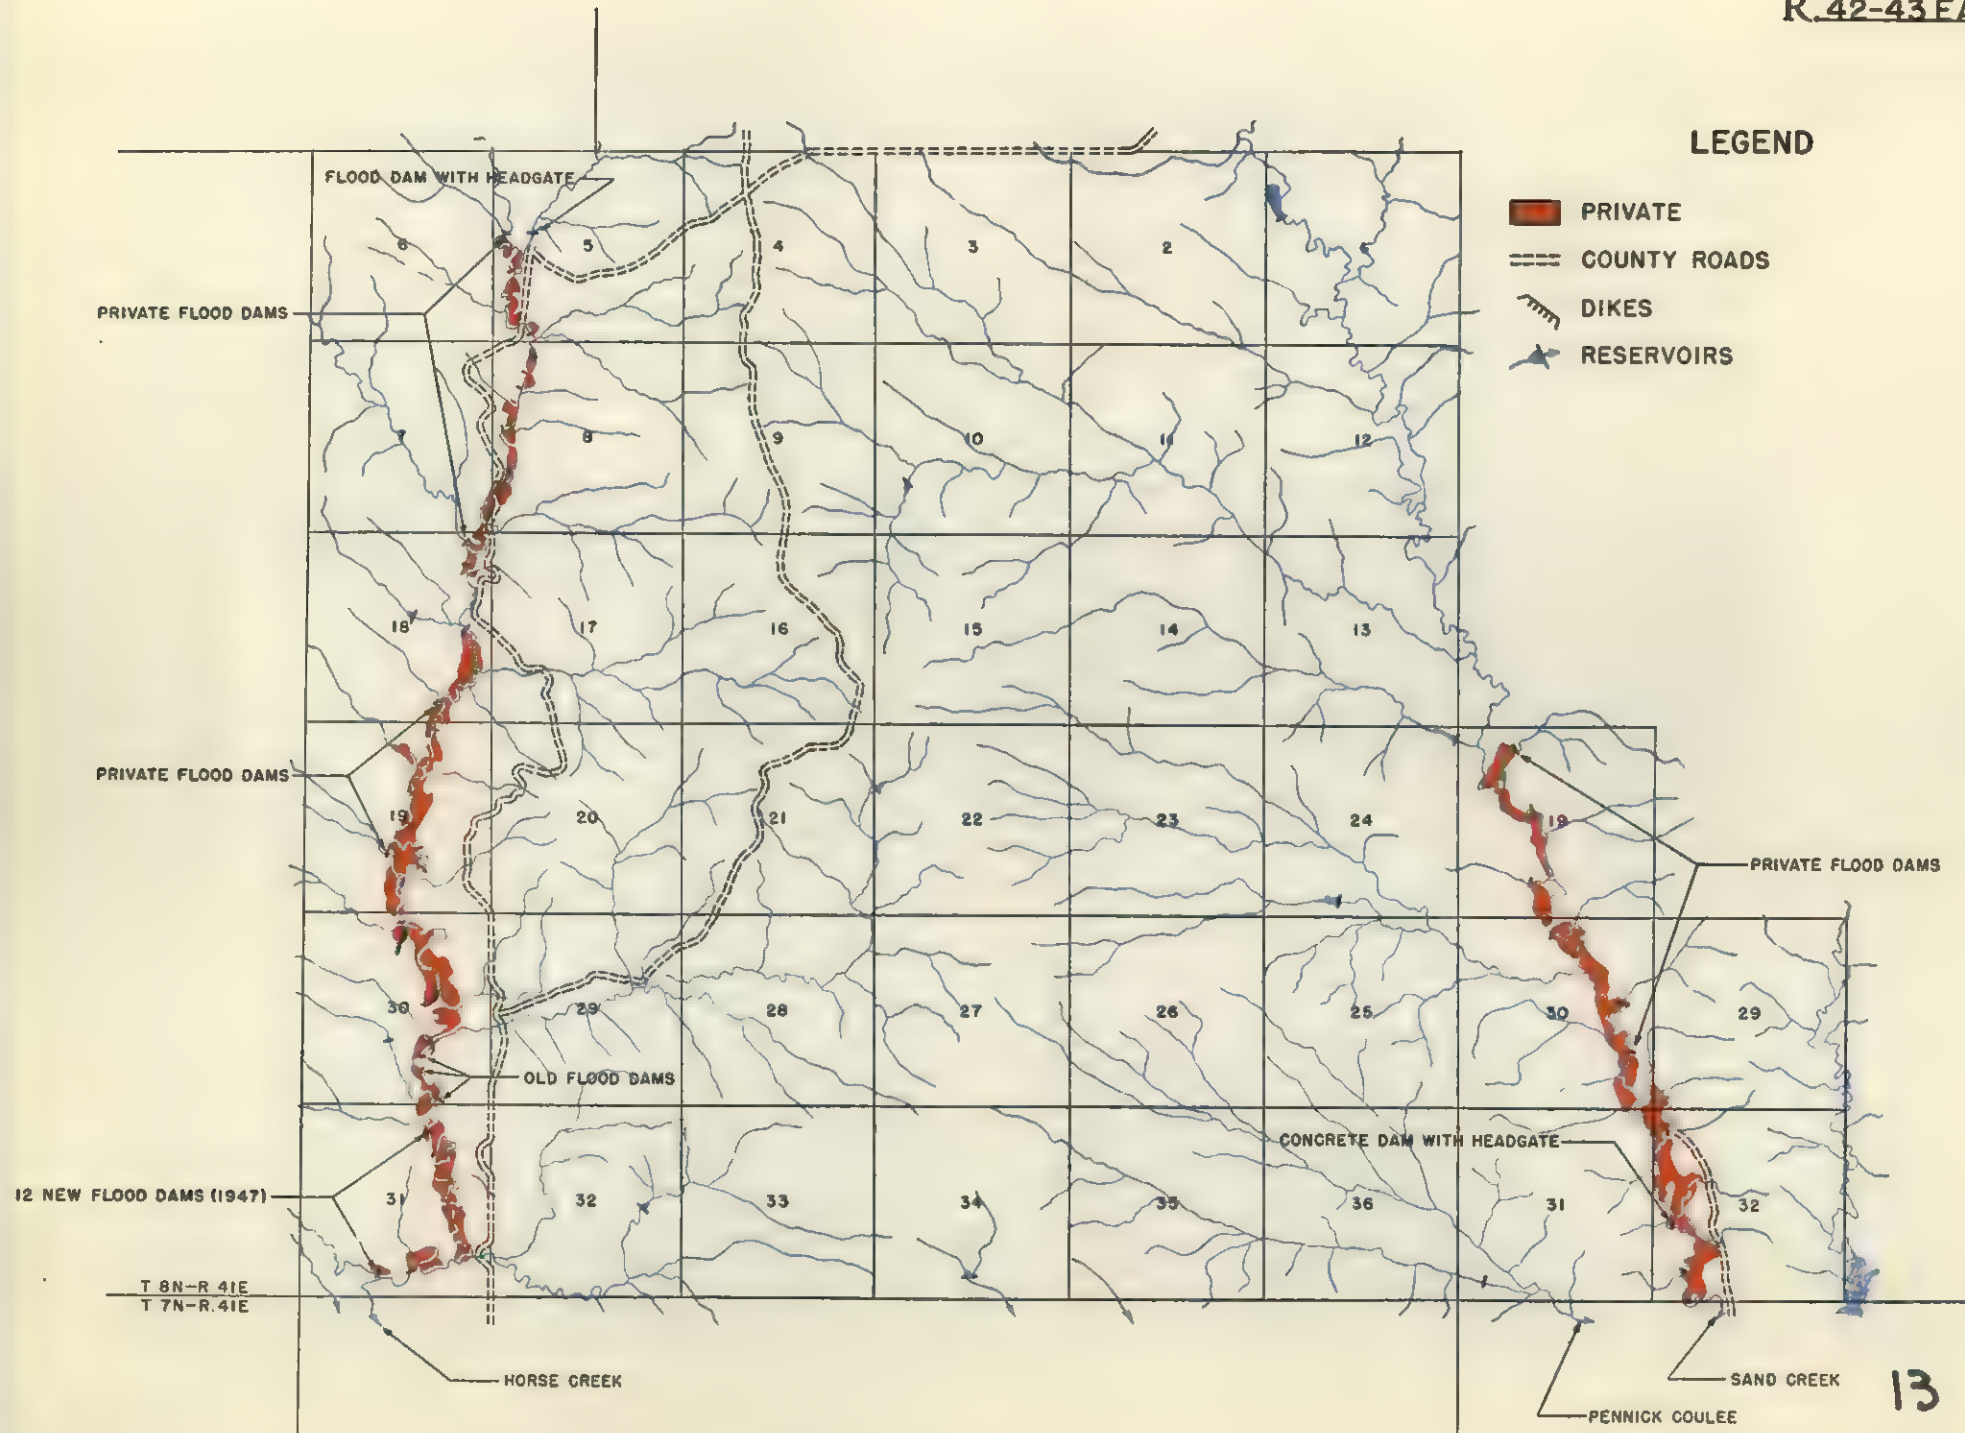 R. 42-43 EA
LEGEND
PRIVATE
COUNTY ROADS
DIKES
RESERVOIRS
FLOOD DAM WITH HEADGATE
6 5 4 3 2
PRIVATE FLOOD DAMS
7 8 9 10 11 12
18 17 16 15 14 13
PRIVATE FLOOD DAMS
19 20 21 22 23 24 19
PRIVATE FLOOD DAMS
30 29 28 27 26 25 30 29
OLD FLOOD DAMS
CONCRETE DAM WITH HEADGATE
12 NEW FLOOD DAMS (1947)
31 32 33 34 35 36 31 32
T 8N-R.41E
T 7N-R.41E
HORSE CREEK
SAND CREEK
PENNICK COULEE
13